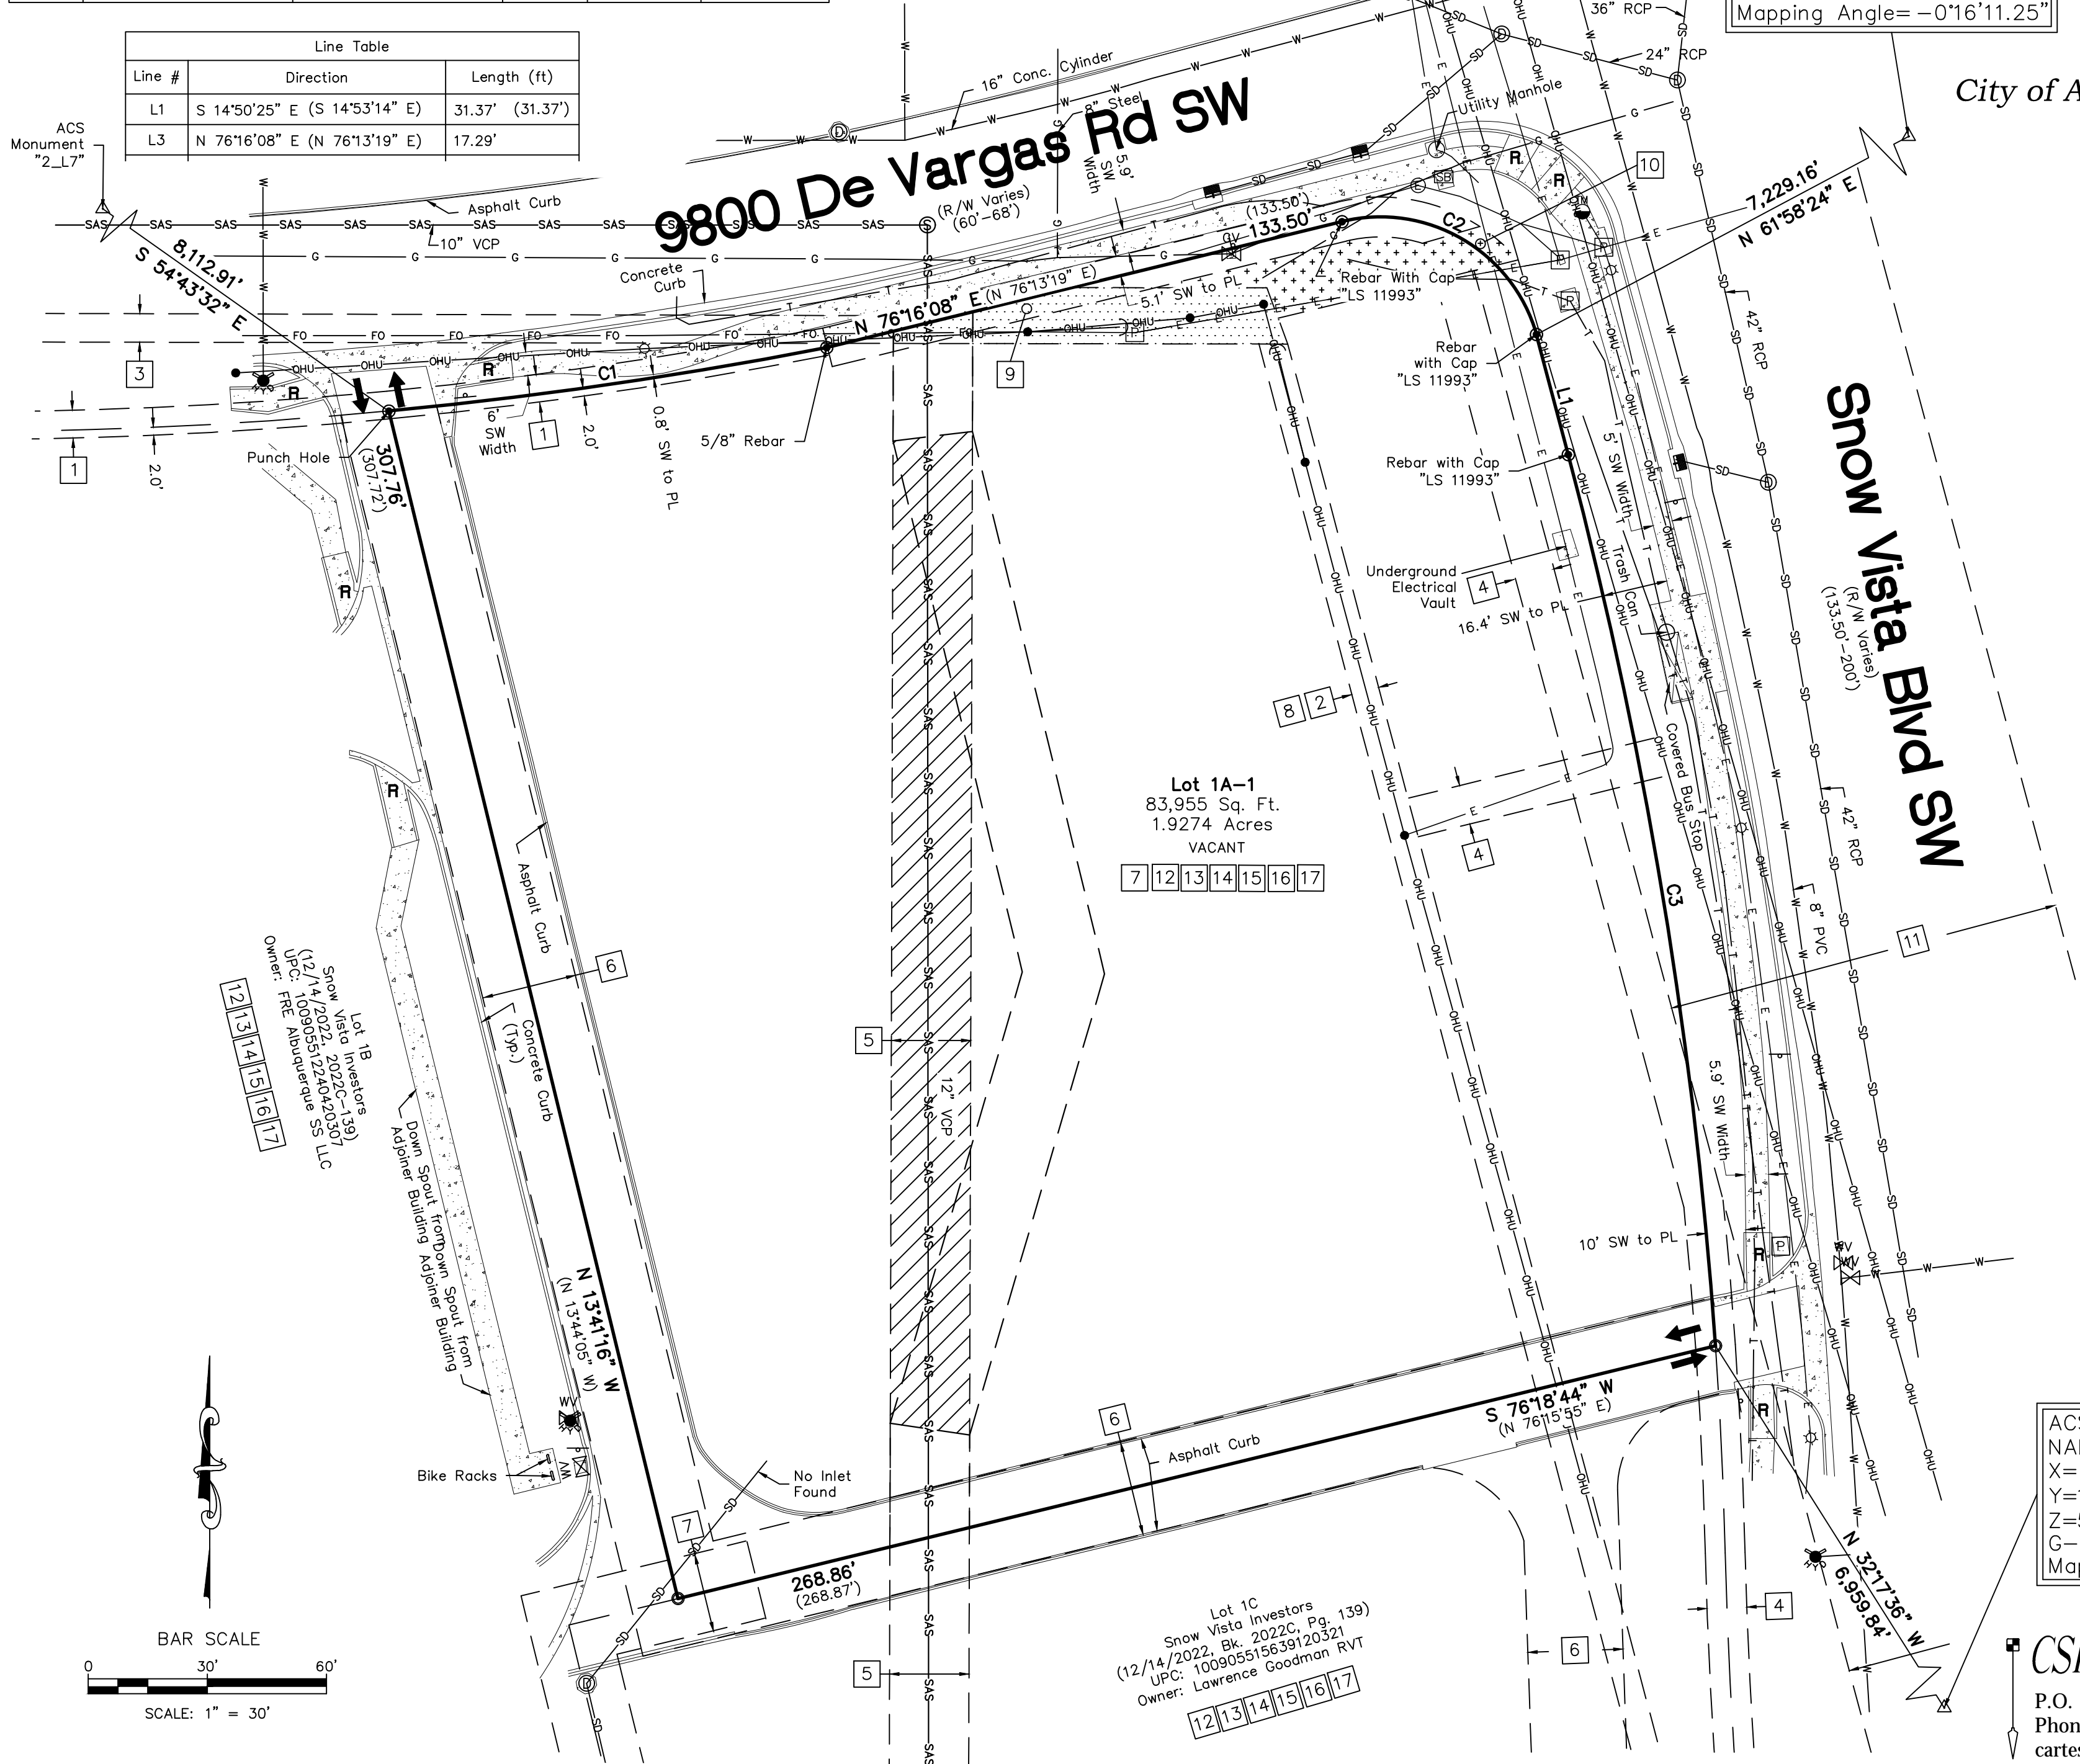 Mapping Angle= -0°16'11.25"
City of A
Line Table
Line # Direction Length (ft)
L1 S 14°50'25" E (S 14°53'14" E) 31.37' (31.37')
L3 N 76°16'08" E (N 76°13'19" E) 17.29'
ACS
Monument
"2_L7"
16" Conc. Cylinder
8" Steel
36" RCP
24" RCP
Utility Manhole
9800 De Vargas Rd SW
(R/W Varies)
(60'-68')
5.9'
SW
Width
10
7,229.16'
N 61°58'24" E
Asphalt Curb
10" VCP
8,112.91'
S 54°43'32" E
Concrete
Curb
(133.50')
133.50'
C2
N 76°16'08" E (N 76°13'19" E)
5.1' SW to PL
Rebar With Cap
"LS 11993"
3
1
2.0'
Punch Hole
C1
6'
SW
Width
1
2.0'
0.8' SW to PL
5/8" Rebar
9
Rebar
with Cap
"LS 11993"
L1
Rebar with Cap
"LS 11993"
5' SW Width
42" RCP
Snow Vista Blvd SW
(R/W Varies)
(133.50'-200')
307.76'
(307.72')
Underground
Electrical
Vault
4
16.4' SW to PL
Trash Can
Covered Bus Stop
8 2
Lot 1A-1
83,955 Sq. Ft.
1.9274 Acres
VACANT
7 12 13 14 15 16 17
4
42" RCP
C3
8" PVC
11
Asphalt Curb
6
Concrete Curb
(Typ.)
5
12" VCP
Lot 1B
Snow Vista Investors
(12/14/2022, 2022C-139)
UPC: 100905512240420307
Owner: FRE Albuquerque SS LLC
12 13 14 15 16 17
Down Spout from
Adjoiner Building
Down Spout from
Adjoiner Building
5.9' SW Width
10' SW to PL
N 13°41'16" W
(N 13°44'05" W)
S 76°18'44" W
(N 76°15'55" E)
6
Asphalt Curb
Bike Racks
No Inlet
Found
7
268.86'
(268.87')
Lot 1C
Snow Vista Investors
(12/14/2022, Bk. 2022C, Pg. 139)
UPC: 100905515639120321
Owner: Lawrence Goodman RVT
12 13 14 15 16 17
5
6
4
N 32°17'36" W
6,959.84'
BAR SCALE
0 30' 60'
SCALE: 1" = 30'
ACS
NA
X=
Y=
Z=5
G-
Ma
CS
P.O.
Phon
cartes